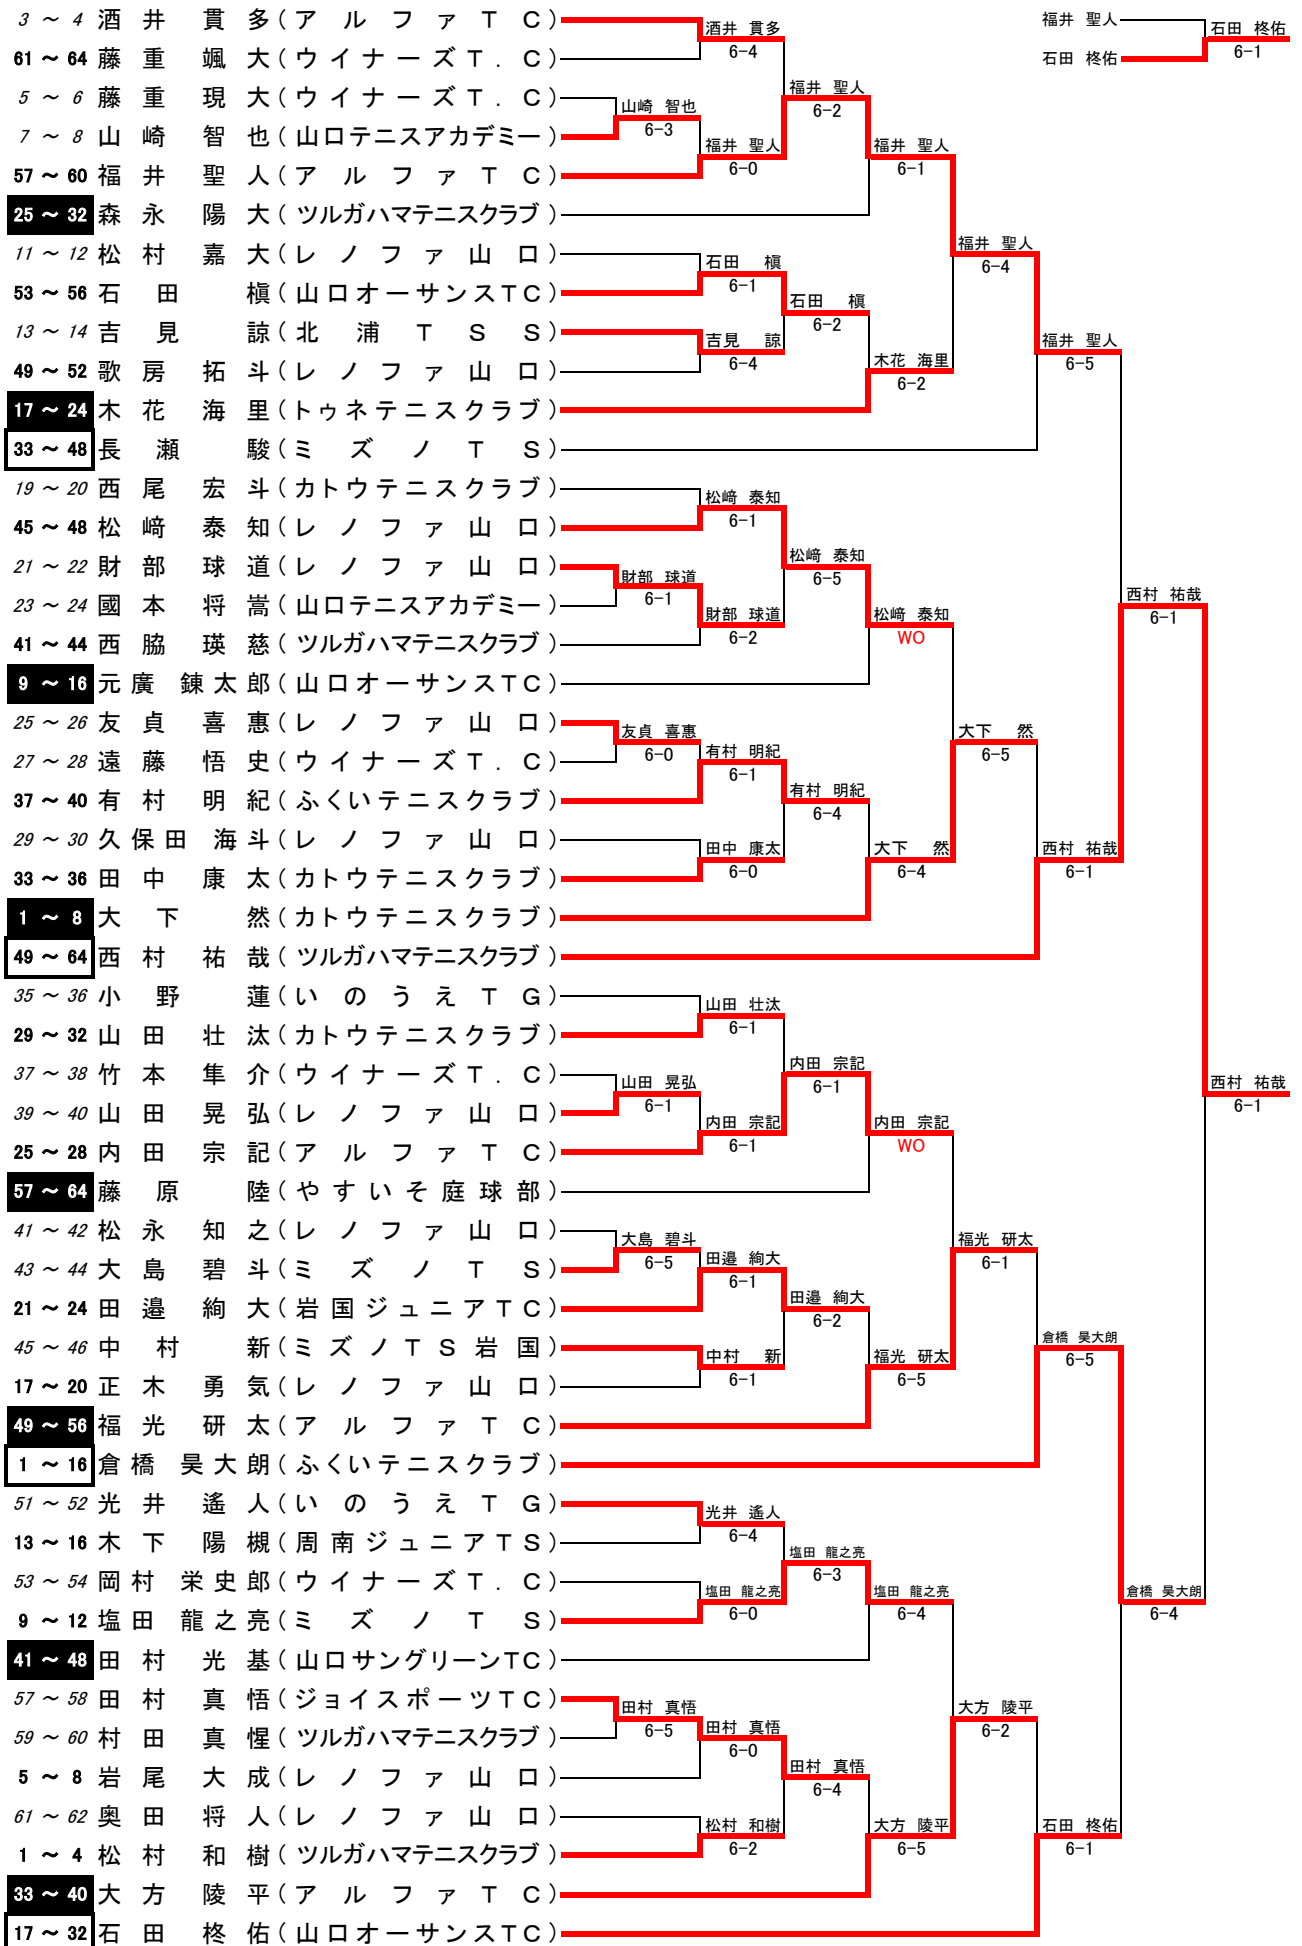 3 ～ 4 酒井 貫多(アルファTC)
61 ～ 64 藤重 颯大(ウイナーズT.C)
5 ～ 6 藤重 現大(ウイナーズT.C)
7 ～ 8 山崎 智也(山口テニスアカデミー)
57 ～ 60 福井 聖人(アルファTC)
25 ～ 32 森永 陽大(ツルガハマテニスクラブ)
11 ～ 12 松村 嘉大(レノファ山口)
53 ～ 56 石田 槇(山口オーサンスTC)
13 ～ 14 吉見 諒(北浦TSS)
49 ～ 52 歌房 拓斗(レノファ山口)
17 ～ 24 木花 海里(トゥネテニスクラブ)
33 ～ 48 長瀬 駿(ミズノTS)
19 ～ 20 西尾 宏斗(カトウテニスクラブ)
45 ～ 48 松﨑 泰知(レノファ山口)
21 ～ 22 財部 球道(レノファ山口)
23 ～ 24 國本 将嵩(山口テニスアカデミー)
41 ～ 44 西脇 瑛慈(ツルガハマテニスクラブ)
9 ～ 16 元廣 錬太郎(山口オーサンスTC)
25 ～ 26 友貞 喜惠(レノファ山口)
27 ～ 28 遠藤 悟史(ウイナーズT.C)
37 ～ 40 有村 明紀(ふくいテニスクラブ)
29 ～ 30 久保田 海斗(レノファ山口)
33 ～ 36 田中 康太(カトウテニスクラブ)
1 ～ 8 大下 然(カトウテニスクラブ)
49 ～ 64 西村 祐哉(ツルガハマテニスクラブ)
35 ～ 36 小野 蓮(いのうえTG)
29 ～ 32 山田 壮汰(カトウテニスクラブ)
37 ～ 38 竹本 隼介(ウイナーズT.C)
39 ～ 40 山田 晃弘(レノファ山口)
25 ～ 28 内田 宗記(アルファTC)
57 ～ 64 藤原 陸(やすいそ庭球部)
41 ～ 42 松永 知之(レノファ山口)
43 ～ 44 大島 碧斗(ミズノTS)
21 ～ 24 田邉 絢大(岩国ジュニアTC)
45 ～ 46 中村 新(ミズノTS岩国)
17 ～ 20 正木 勇気(レノファ山口)
49 ～ 56 福光 研太(アルファTC)
1 ～ 16 倉橋 昊大朗(ふくいテニスクラブ)
51 ～ 52 光井 遙人(いのうえTG)
13 ～ 16 木下 陽槻(周南ジュニアTS)
53 ～ 54 岡村 栄史郎(ウイナーズT.C)
9 ～ 12 塩田 龍之亮(ミズノTS)
41 ～ 48 田村 光基(山口サングリーンTC)
57 ～ 58 田村 真悟(ジョイスポーツTC)
59 ～ 60 村田 真惺(ツルガハマテニスクラブ)
5 ～ 8 岩尾 大成(レノファ山口)
61 ～ 62 奥田 将人(レノファ山口)
1 ～ 4 松村 和樹(ツルガハマテニスクラブ)
33 ～ 40 大方 陵平(アルファTC)
17 ～ 32 石田 柊佑(山口オーサンスTC)
山崎 智也
6-3
財部 球道
6-1
友貞 喜惠
6-0
山田 晃弘
6-1
大島 碧斗
6-5
田村 真悟
6-5
酒井 貫多
6-4
福井 聖人
6-0
石田 槇
6-1
吉見 諒
6-4
松﨑 泰知
6-1
財部 球道
6-2
有村 明紀
6-1
田中 康太
6-0
山田 壮汰
6-1
内田 宗記
6-1
田邉 絢大
6-1
中村 新
6-1
光井 遙人
6-4
塩田 龍之亮
6-0
田村 真悟
6-0
松村 和樹
6-2
福井 聖人
6-2
石田 槇
6-2
松﨑 泰知
6-5
有村 明紀
6-4
内田 宗記
6-1
田邉 絢大
6-2
塩田 龍之亮
6-3
田村 真悟
6-4
福井 聖人
6-1
木花 海里
6-2
松﨑 泰知
WO
大下 然
6-4
内田 宗記
WO
福光 研太
6-5
塩田 龍之亮
6-4
大方 陵平
6-5
福井 聖人
6-4
大下 然
6-5
福光 研太
6-1
大方 陵平
6-2
福井 聖人
6-5
西村 祐哉
6-1
倉橋 昊大朗
6-5
石田 柊佑
6-1
西村 祐哉
6-1
倉橋 昊大朗
6-4
西村 祐哉
6-1
福井 聖人
石田 柊佑
石田 柊佑
6-1